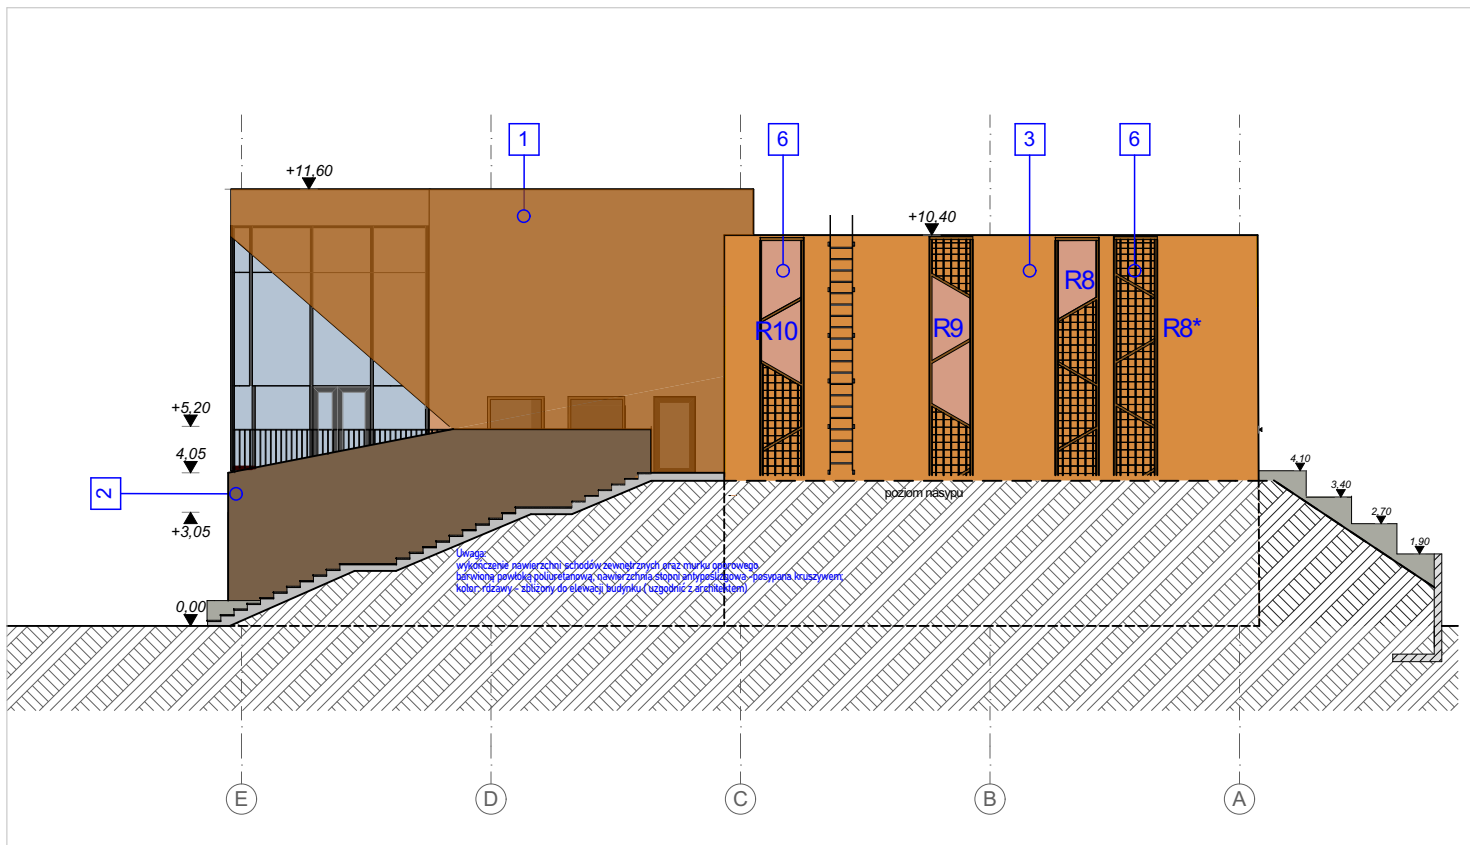 1
6
3
6
+11,60
+10,40
R8
R10
R9
R8*
+5,20
4,05
2
+3,05
0,00
4,10
3,40
2,70
1,90
poziom nasypu
Uwaga:
wykończenie nawierzchni schodów zewnętrznych oraz murku oporowego
barwioną powłoką poliuretanową, nawierzchnia stopni antypoślizgowa -posypana kruszywem,
kolor: rdzawy - zbliżony do elewacji budynku ( uzgodnić z architektem)
E
D
C
B
A